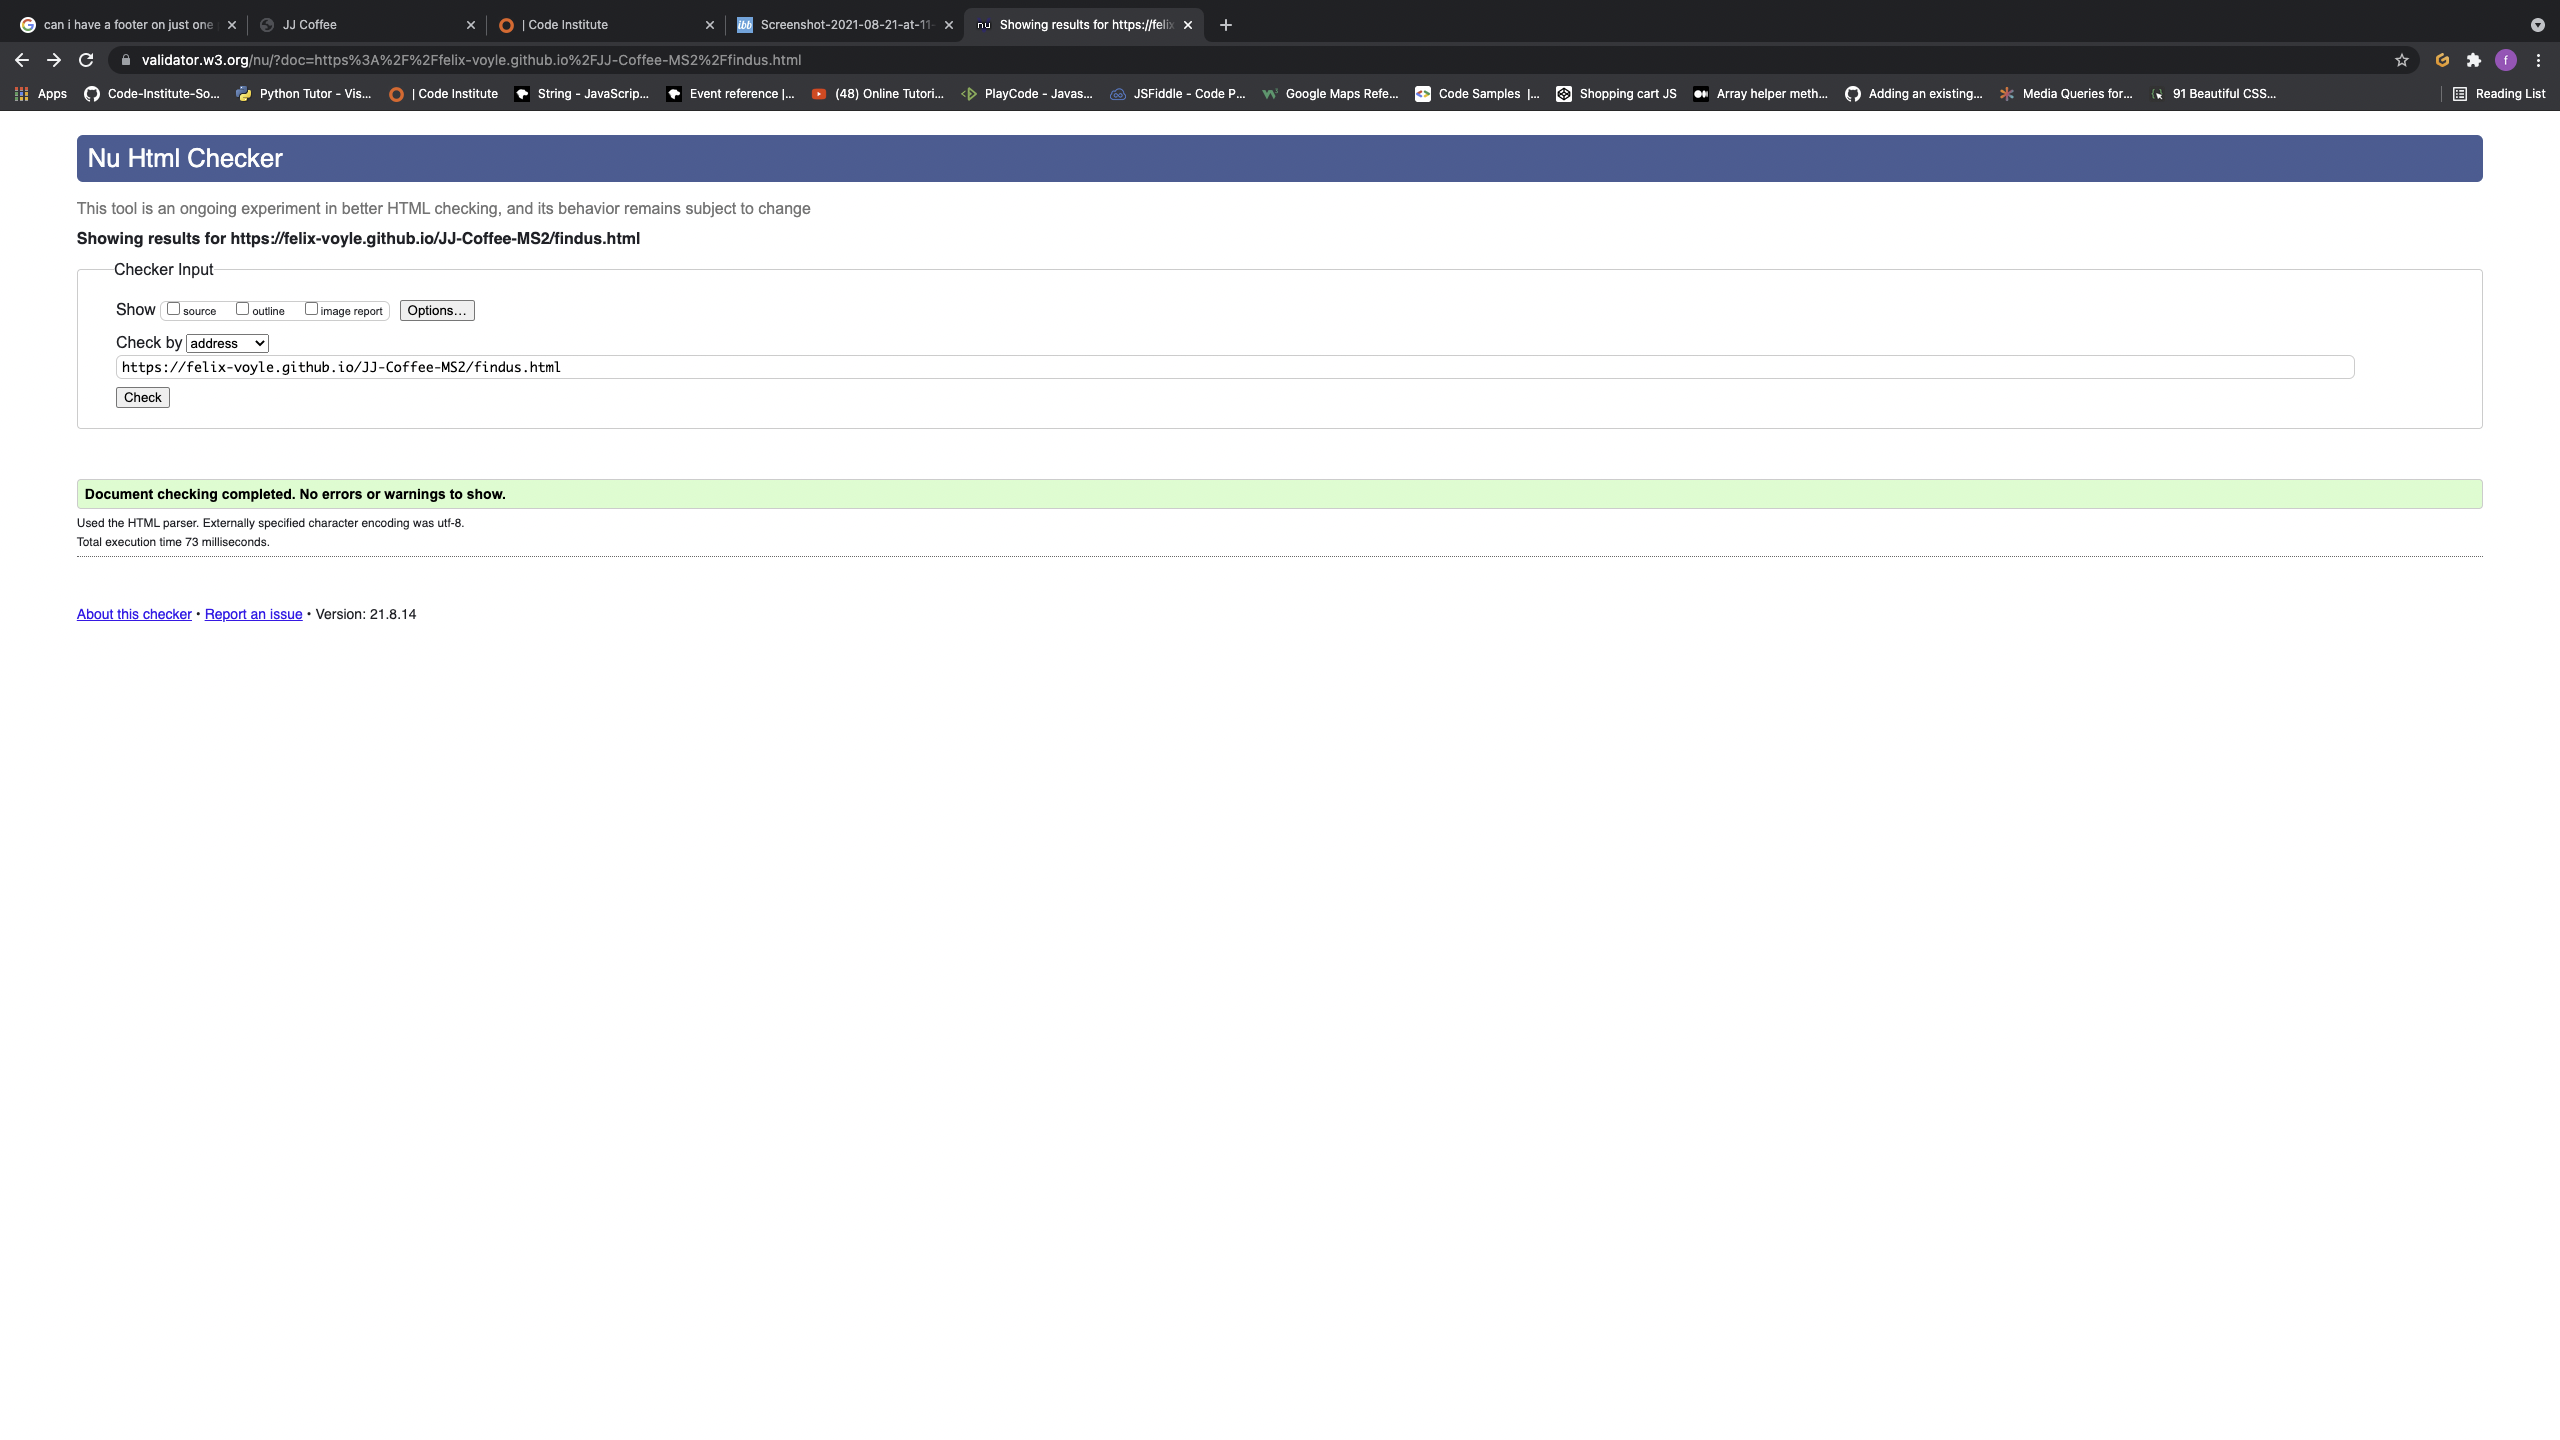 can i have a footer on just one
JJ Coffee
| Code Institute
Screenshot-2021-08-21-at-11-
Showing results for https://felix
validator.w3.org/nu/?doc=https%3A%2F%2Ffelix-voyle.github.io%2FJJ-Coffee-MS2%2Ffindus.html
Apps
Code-Institute-So...
Python Tutor - Vis...
| Code Institute
String - JavaScrip...
Event reference |...
(48) Online Tutori...
PlayCode - Javas...
JSFiddle - Code P...
Google Maps Refe...
Code Samples |...
Shopping cart JS
Array helper meth...
Adding an existing...
Media Queries for...
91 Beautiful CSS...
Reading List
Nu Html Checker
This tool is an ongoing experiment in better HTML checking, and its behavior remains subject to change
Showing results for https://felix-voyle.github.io/JJ-Coffee-MS2/findus.html
Checker Input
Show source outline image report Options...
Check by address
https://felix-voyle.github.io/JJ-Coffee-MS2/findus.html
Check
Document checking completed. No errors or warnings to show.
Used the HTML parser. Externally specified character encoding was utf-8.
Total execution time 73 milliseconds.
About this checker • Report an issue • Version: 21.8.14